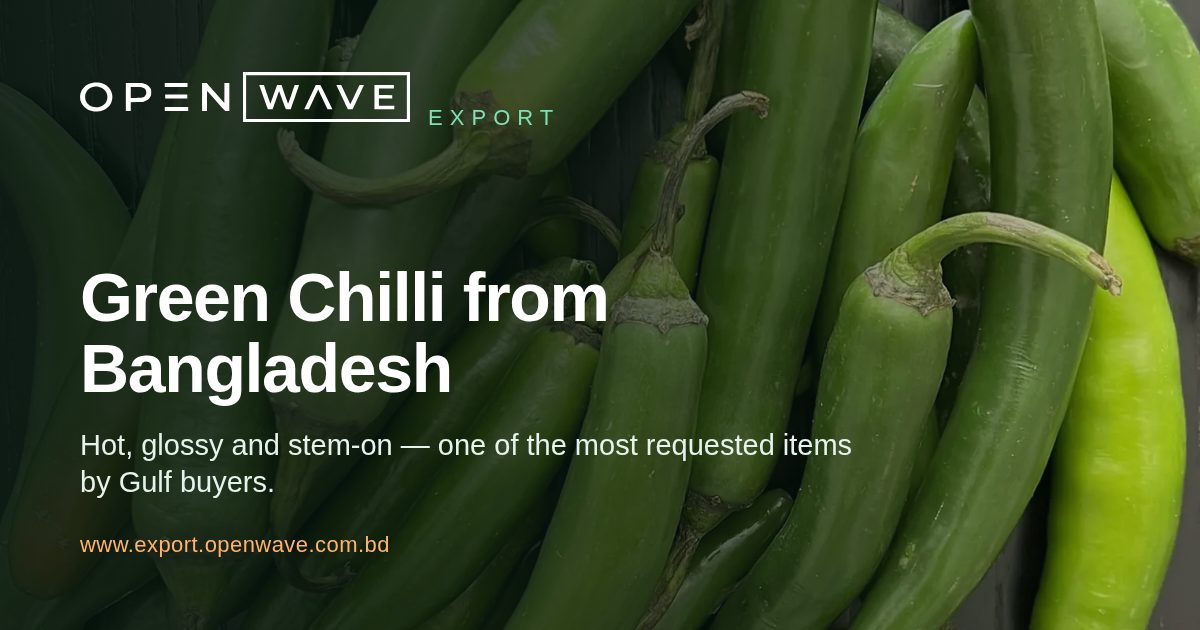 OPEN WAVE EXPORT
Green Chilli from
Bangladesh
Hot, glossy and stem-on — one of the most requested items
by Gulf buyers.
www.export.openwave.com.bd